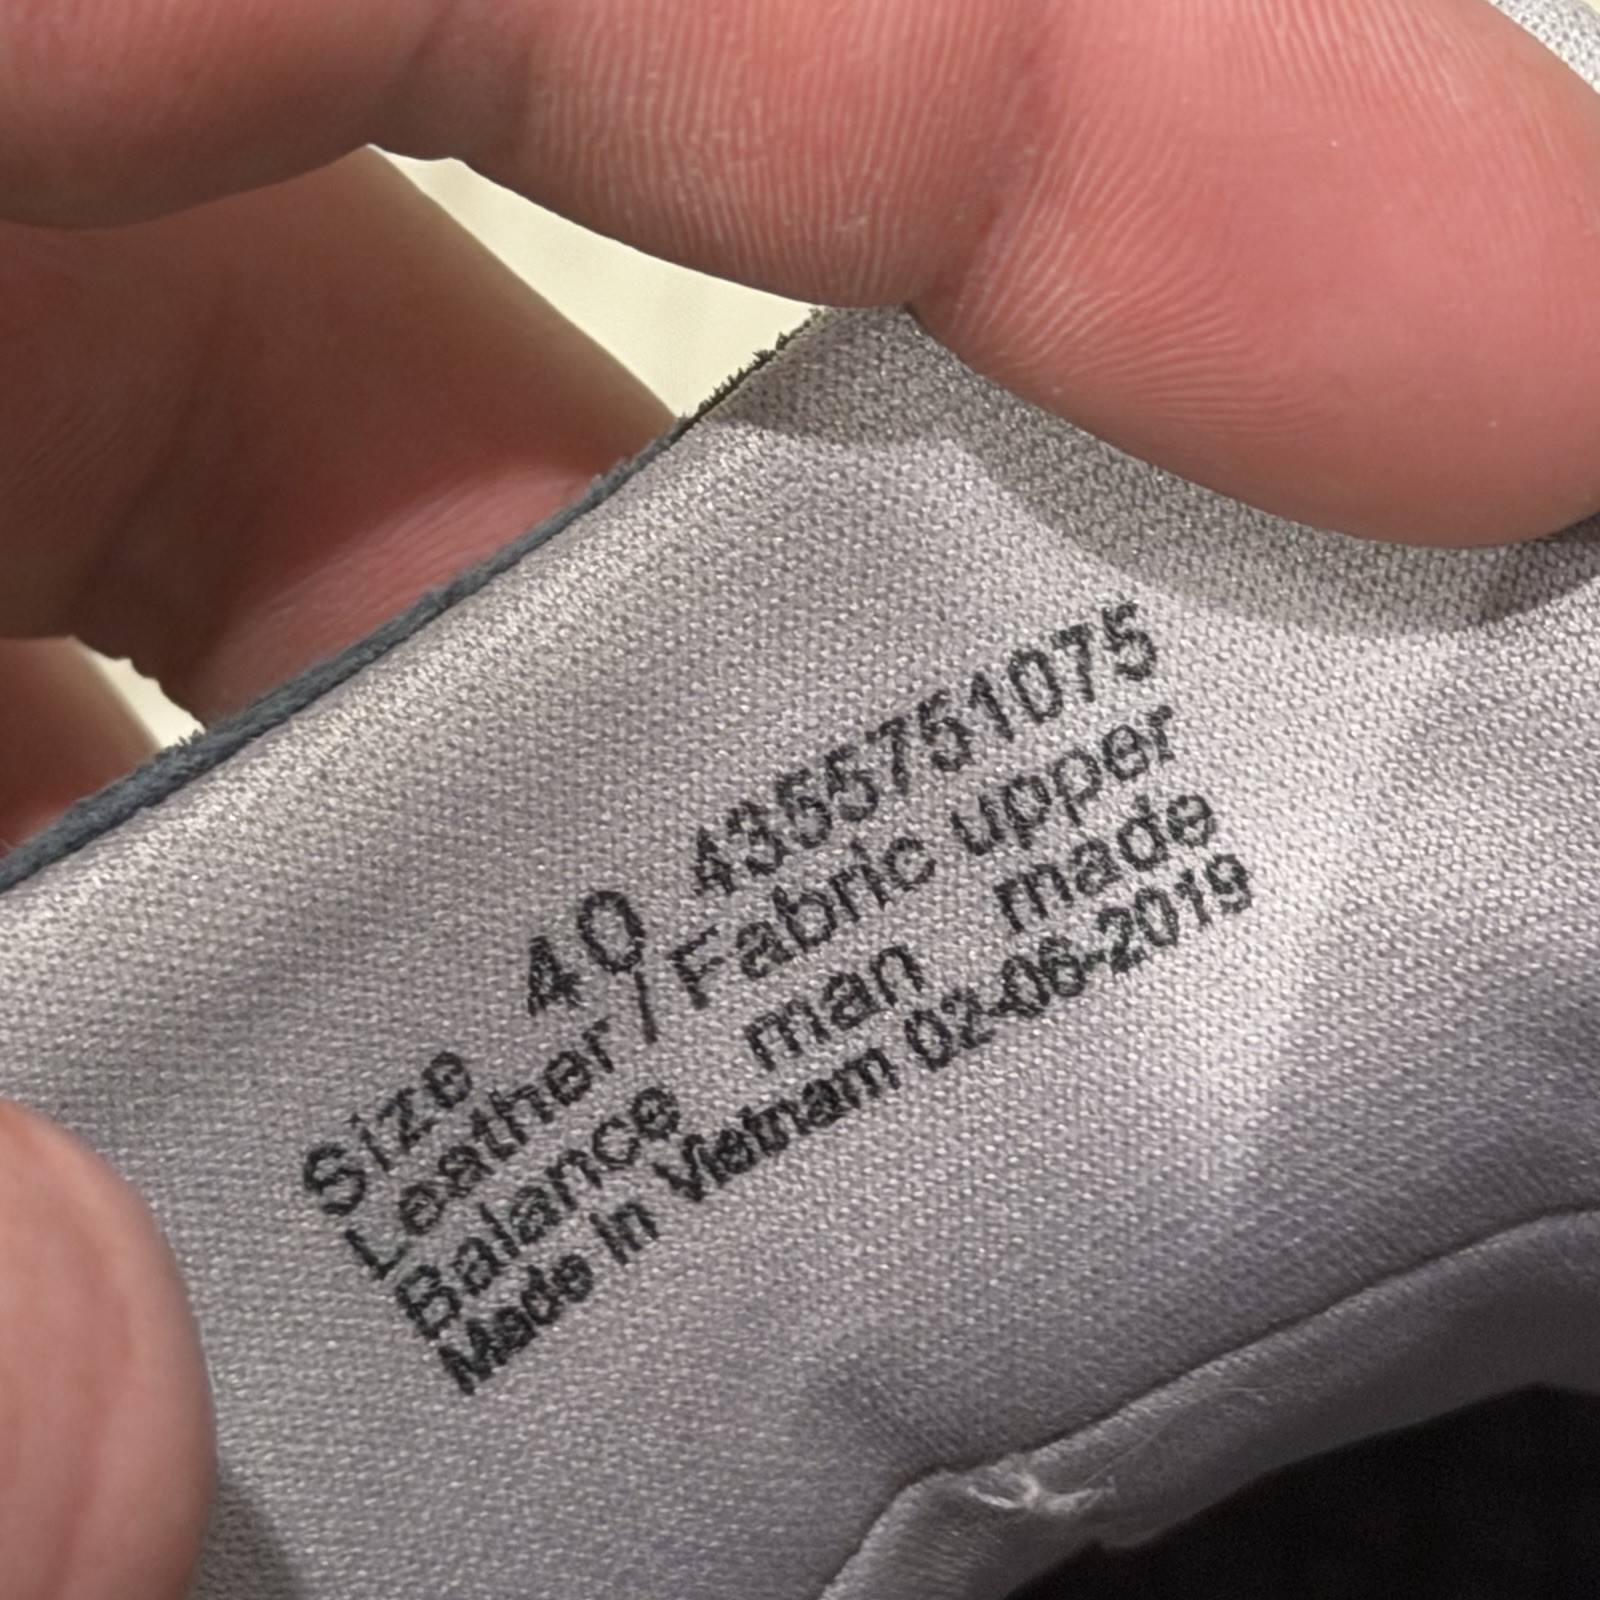 Size 40 4355751075
Leather/Fabric upper
Balance man made
Made in Vietnam 02-06-2019